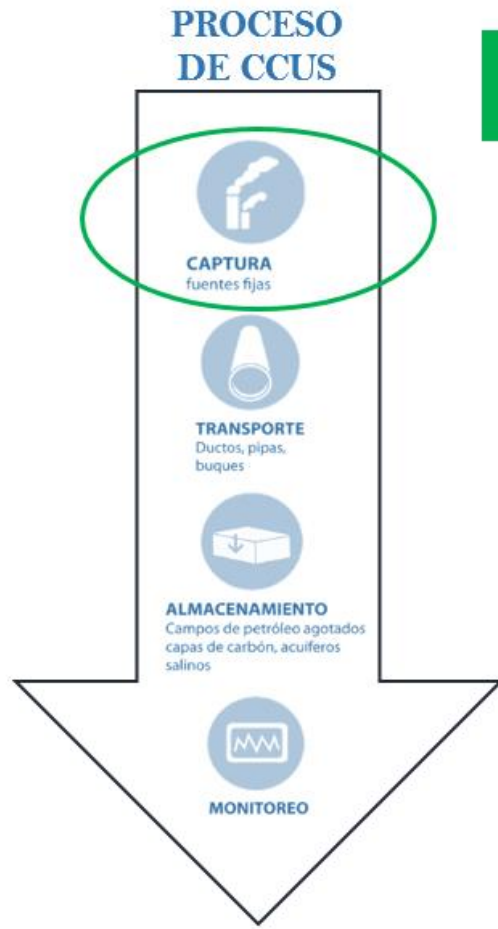 PROCESO
DE CCUS
CAPTURA
fuentes fijas
TRANSPORTE
Ductos, pipas,
buques
ALMACENAMIENTO
Campos de petróleo agotados
capas de carbón, acuíferos
salinos
MONITOREO